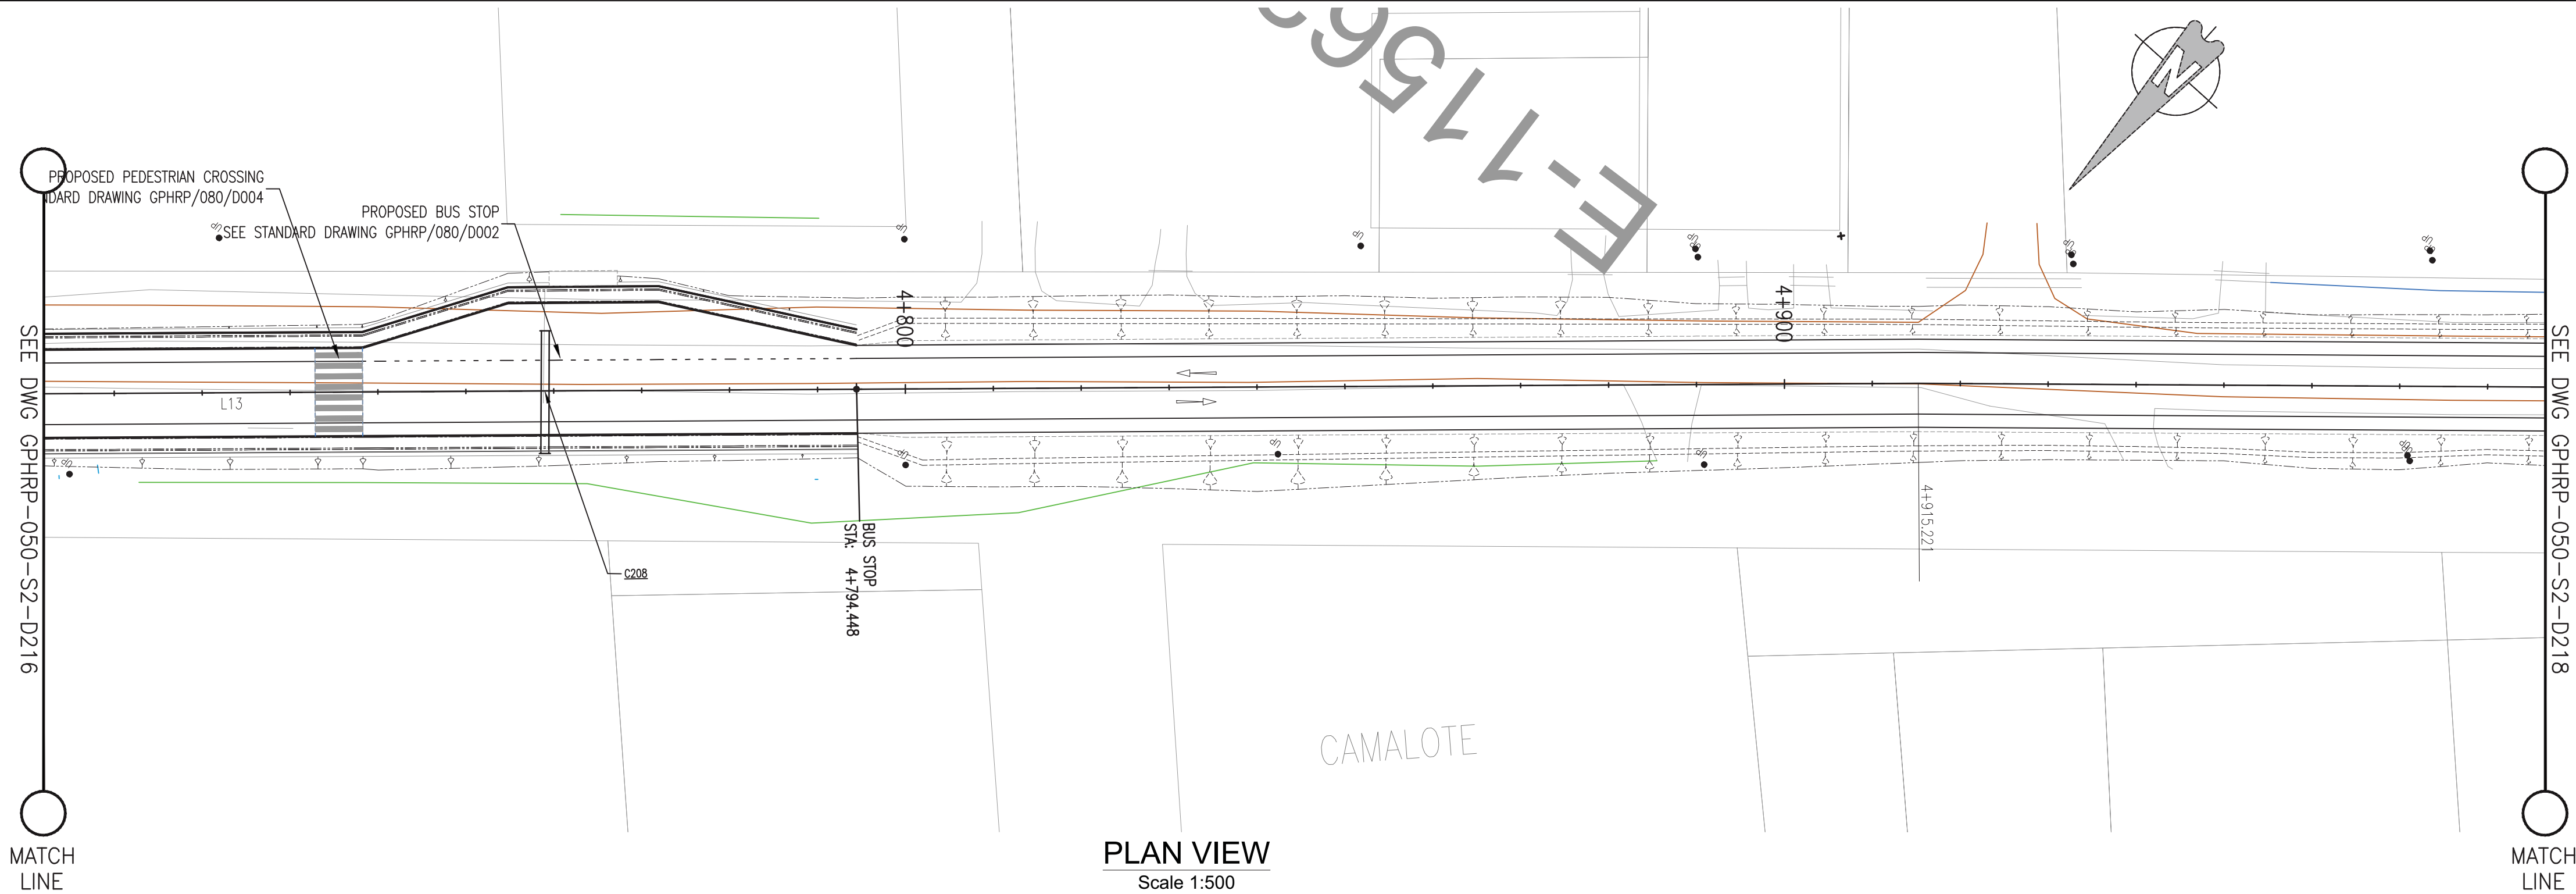 E-1156
N
PROPOSED PEDESTRIAN CROSSING
DARD DRAWING GPHRP/080/D004
PROPOSED BUS STOP
SEE STANDARD DRAWING GPHRP/080/D002
4+800
4+900
SEE DWG GPHRP-050-S2-D216
SEE DWG GPHRP-050-S2-D218
L13
C208
BUS STOP
STA: 4+794.448
4+915.221
CAMALOTE
MATCH
LINE
PLAN VIEW
Scale 1:500
MATCH
LINE